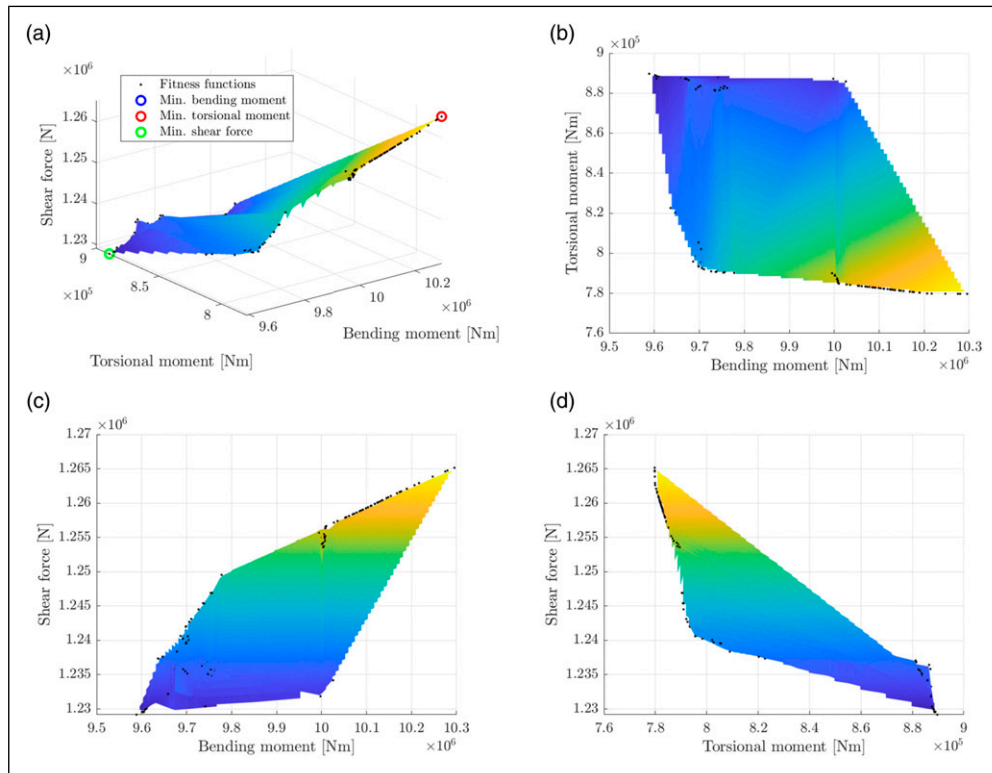 (a)
×10⁶
Fitness functions
Min. bending moment
Min. torsional moment
Min. shear force
1.26
1.25
1.24
1.23
Shear force [N]
9
8.5
8
×10⁵
Torsional moment [Nm]
9.6
9.8
10
10.2
×10⁶
Bending moment [Nm]
(b)
×10⁵
9
8.8
8.6
8.4
8.2
8
7.8
7.6
Torsional moment [Nm]
9.5 9.6 9.7 9.8 9.9 10 10.1 10.2 10.3
Bending moment [Nm]
×10⁶
(c)
×10⁶
1.27
1.265
1.26
1.255
1.25
1.245
1.24
1.235
1.23
Shear force [N]
9.5 9.6 9.7 9.8 9.9 10 10.1 10.2 10.3
Bending moment [Nm]
×10⁶
(d)
×10⁶
1.27
1.265
1.26
1.255
1.25
1.245
1.24
1.235
1.23
Shear force [N]
7.6 7.8 8 8.2 8.4 8.6 8.8 9
Torsional moment [Nm]
×10⁵